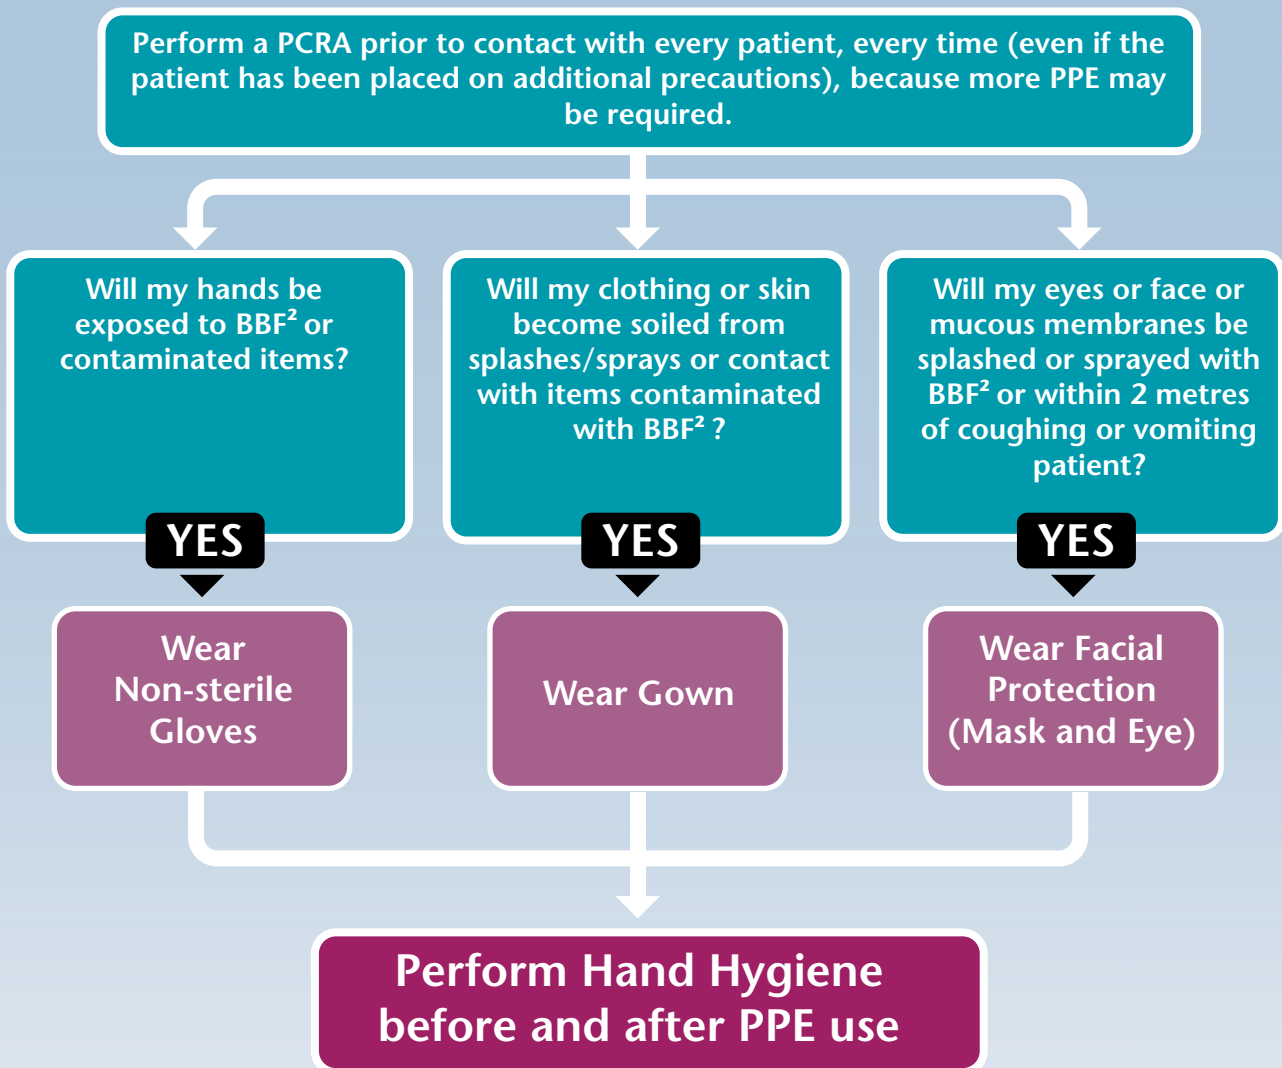 Perform a PCRA prior to contact with every patient, every time (even if the
patient has been placed on additional precautions), because more PPE may
be required.
Will my hands be
exposed to BBF² or
contaminated items?
Will my clothing or skin
become soiled from
splashes/sprays or contact
with items contaminated
with BBF² ?
Will my eyes or face or
mucous membranes be
splashed or sprayed with
BBF² or within 2 metres
of coughing or vomiting
patient?
YES
YES
YES
Wear
Non-sterile
Gloves
Wear Gown
Wear Facial
Protection
(Mask and Eye)
Perform Hand Hygiene
before and after PPE use